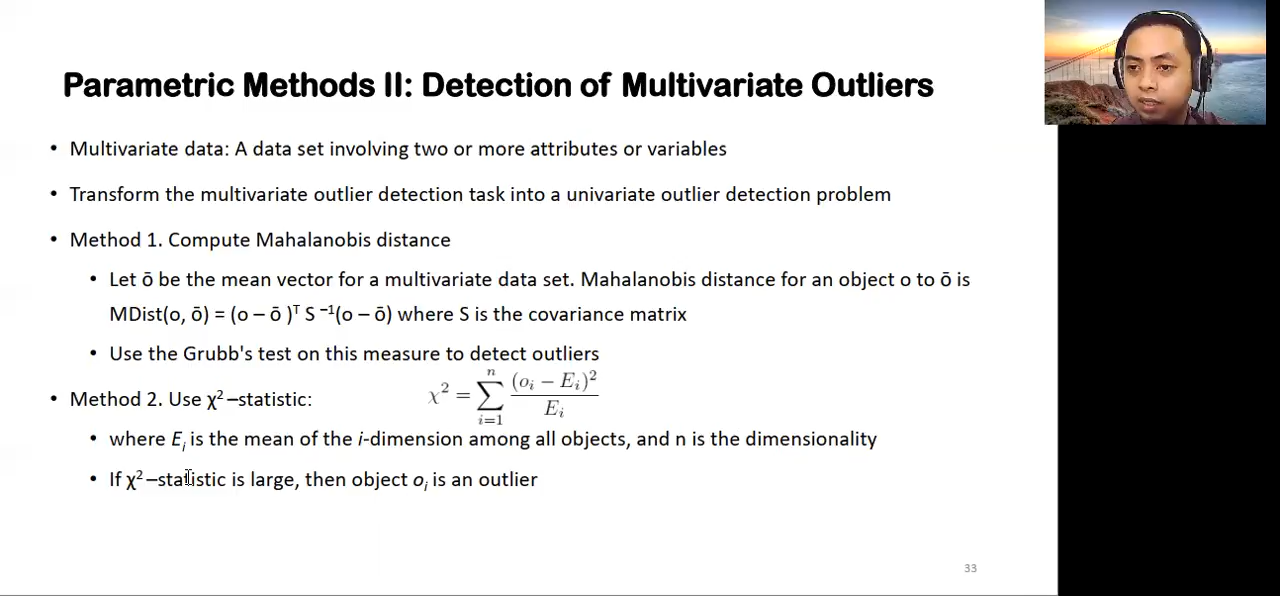 Parametric Methods II: Detection of Multivariate Outliers
• Multivariate data: A data set involving two or more attributes or variables
• Transform the multivariate outlier detection task into a univariate outlier detection problem
• Method 1. Compute Mahalanobis distance
• Let ō be the mean vector for a multivariate data set. Mahalanobis distance for an object o to ō is
MDist(o, ō) = (o – ō )ᵀ S ⁻¹(o – ō) where S is the covariance matrix
• Use the Grubb's test on this measure to detect outliers
• Method 2. Use χ² –statistic: χ² = ∑ⁿᵢ₌₁ (oᵢ − Eᵢ)² / Eᵢ
• where Eᵢ is the mean of the i-dimension among all objects, and n is the dimensionality
• If χ² –statistic is large, then object oᵢ is an outlier
33